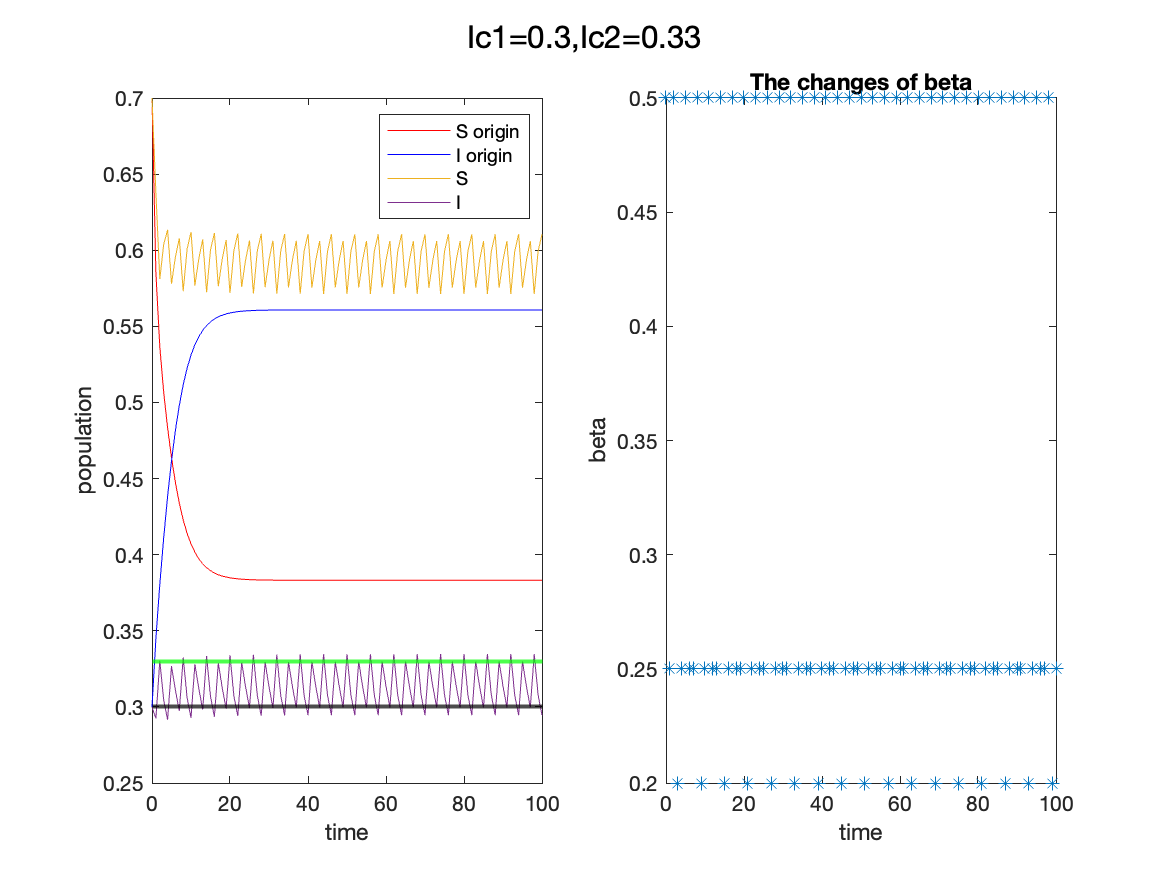 Ic1=0.3,Ic2=0.33
0.7
0.65
0.6
0.55
0.5
0.45
0.4
0.35
0.3
0.25
population
0 20 40 60 80 100
time
S origin
I origin
S
I
The changes of beta
0.5
0.45
0.4
0.35
0.3
0.25
0.2
beta
0 20 40 60 80 100
time